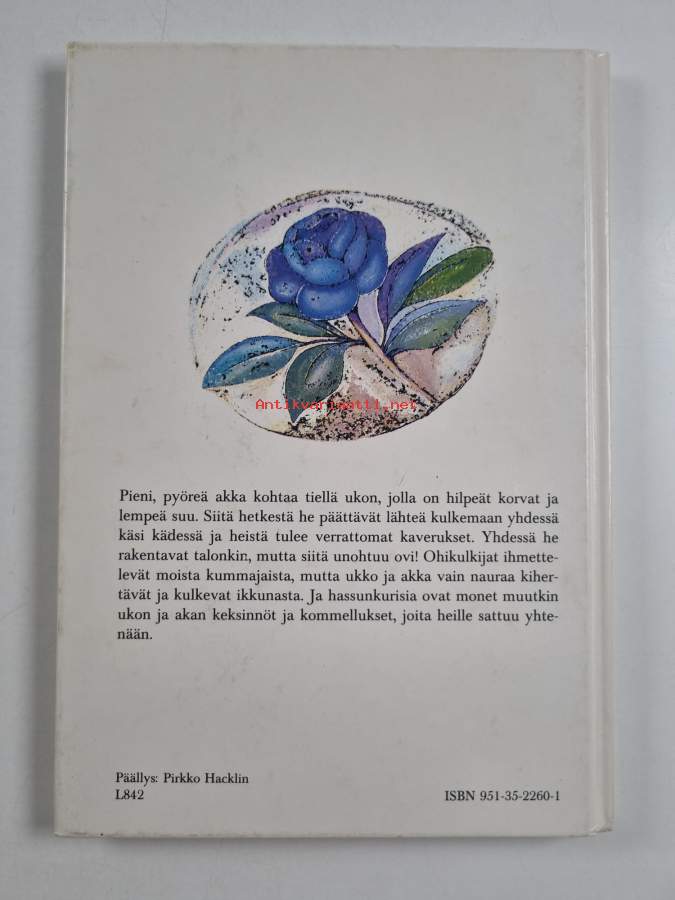 Antikvariaatti.net
Pieni, pyöreä akka kohtaa tiellä ukon, jolla on hilpeät korvat ja
lempeä suu. Siitä hetkestä he päättävät lähteä kulkemaan yhdessä
käsi kädessä ja heistä tulee verrattomat kaverukset. Yhdessä he
rakentavat talonkin, mutta siitä unohtuu ovi! Ohikulkijat ihmette-
levät moista kummajaista, mutta ukko ja akka vain nauraa kiher-
tävät ja kulkevat ikkunasta. Ja hassunkurisia ovat monet muutkin
ukon ja akan keksinnöt ja kommellukset, joita heille sattuu yhte-
nään.
Päällys: Pirkko Hacklin
L842
ISBN 951-35-2260-1